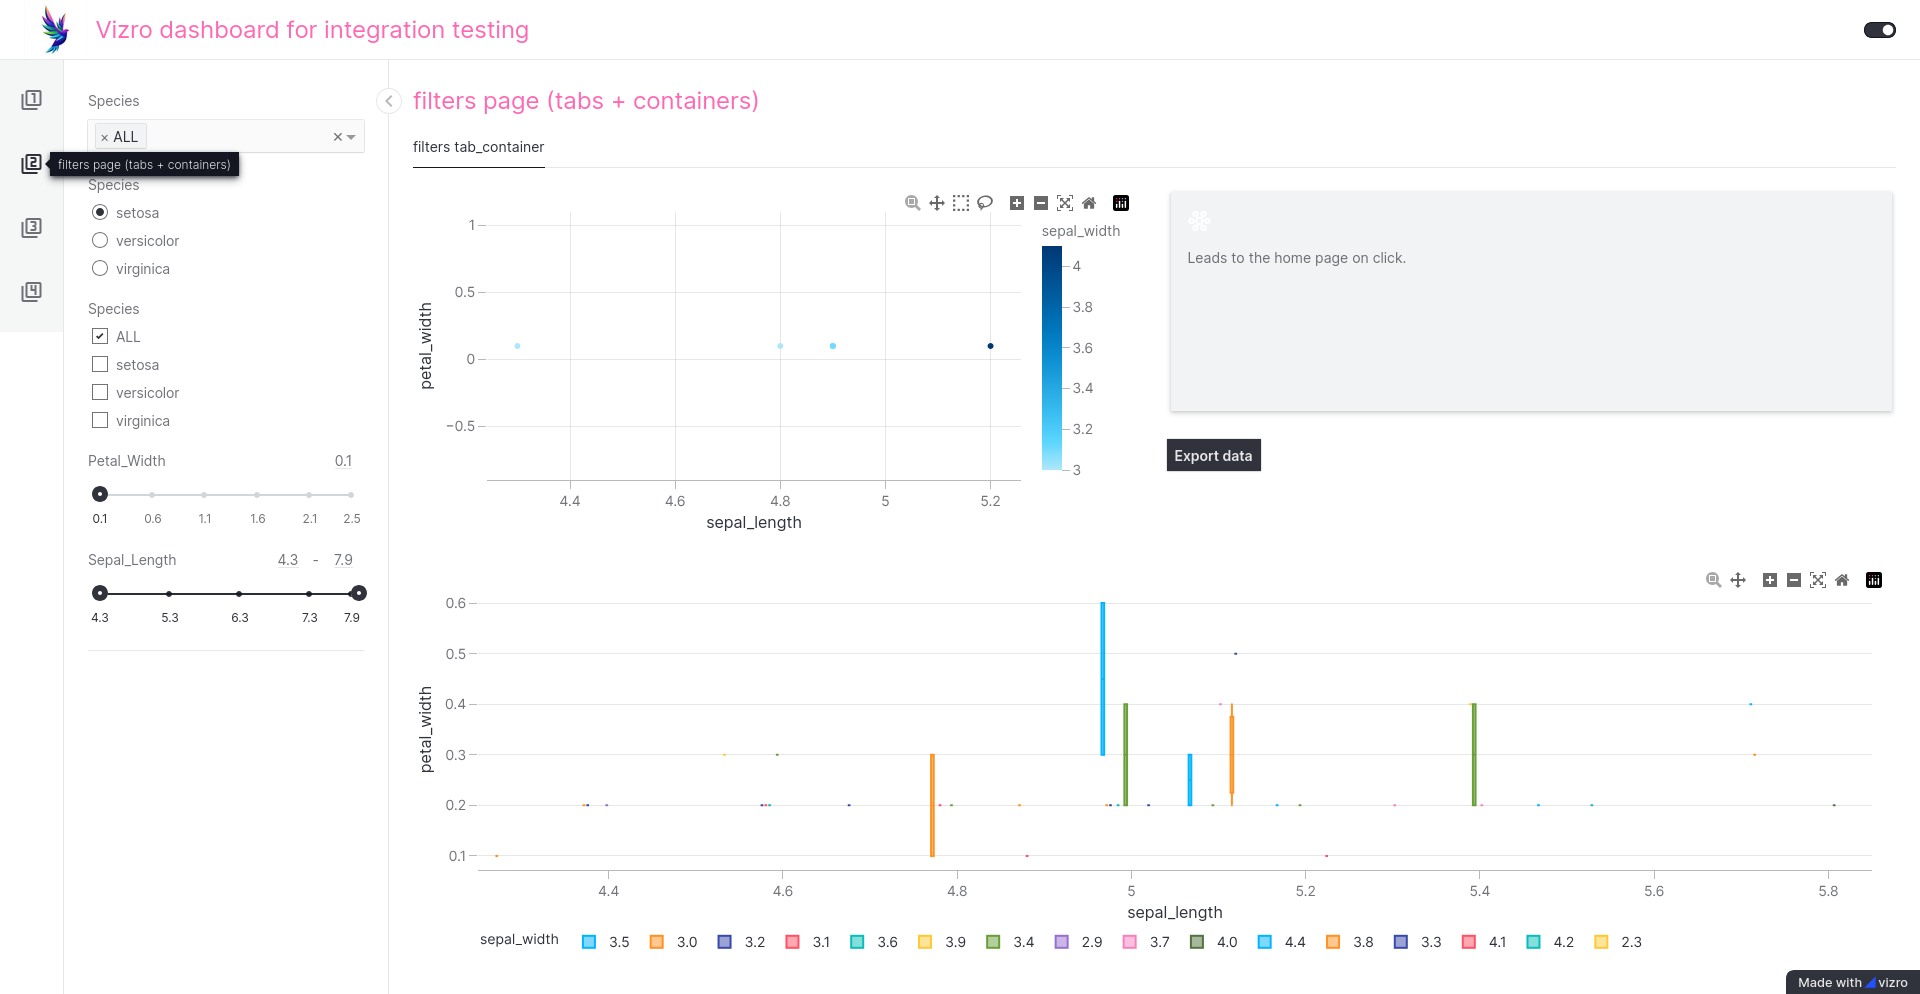 Vizro dashboard for integration testing
1
2
3
4
filters page (tabs + containers)
Species
× ALL ×
Species
setosa
versicolor
virginica
Species
ALL
setosa
versicolor
virginica
Petal_Width 0.1
0.1 0.6 1.1 1.6 2.1 2.5
Sepal_Length 4.3 - 7.9
4.3 5.3 6.3 7.3 7.9
filters page (tabs + containers)
filters tab_container
petal_width
1
0.5
0
−0.5
4.4 4.6 4.8 5 5.2
sepal_length
sepal_width
4
3.8
3.6
3.4
3.2
3
Leads to the home page on click.
Export data
petal_width
0.6
0.5
0.4
0.3
0.2
0.1
4.4 4.6 4.8 5 5.2 5.4 5.6 5.8
sepal_length
sepal_width 3.5 3.0 3.2 3.1 3.6 3.9 3.4 2.9 3.7 4.0 4.4 3.8 3.3 4.1 4.2 2.3
Made with vizro